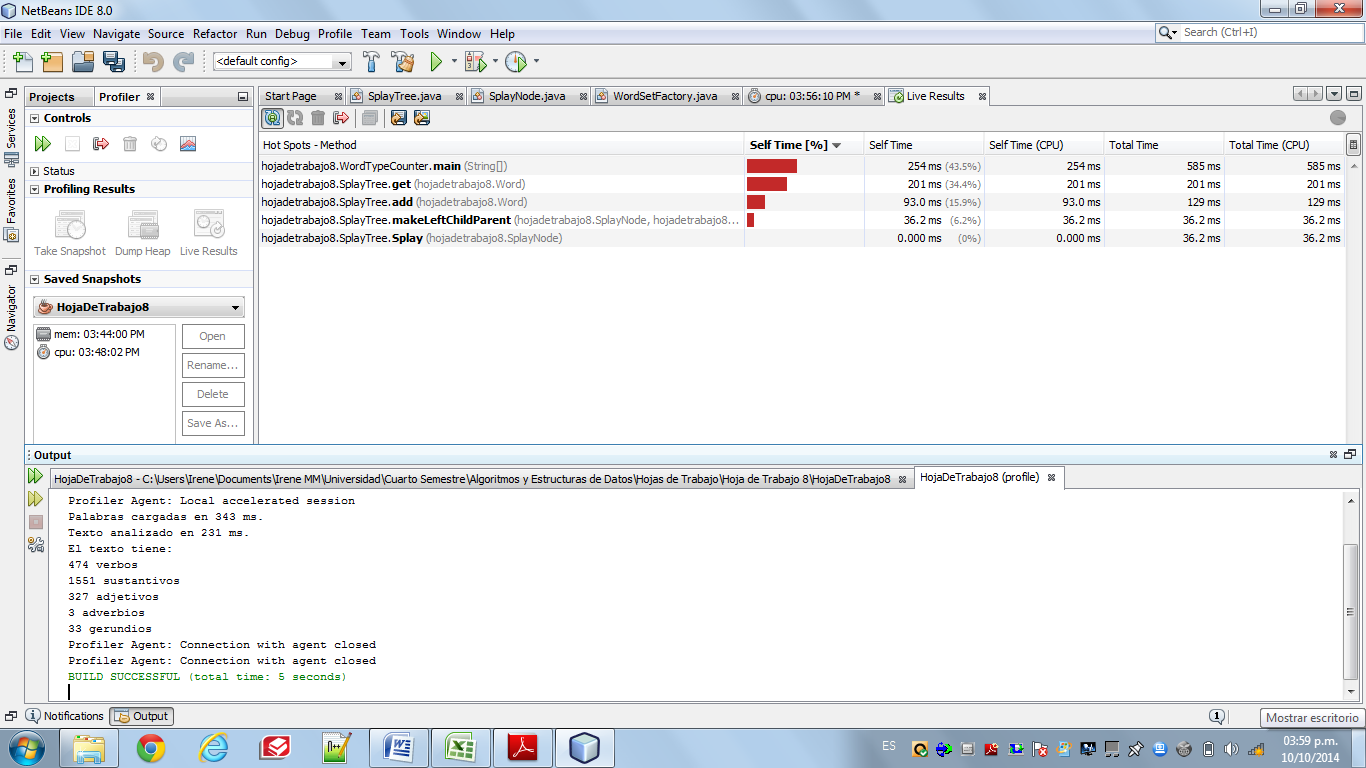 NetBeans IDE 8.0
File Edit View Navigate Source Refactor Run Debug Profile Team Tools Window Help
Search (Ctrl+I)
<default config>
Projects Profiler
Start Page SplayTree.java SplayNode.java WordSetFactory.java cpu: 03:56:10 PM * Live Results
Services
Favorites
Navigator
Controls
Status
Profiling Results
Take Snapshot Dump Heap Live Results
Saved Snapshots
HojaDeTrabajo8
mem: 03:44:00 PM
cpu: 03:48:02 PM
Open
Rename...
Delete
Save As...
Hot Spots - Method Self Time [%] Self Time Self Time (CPU) Total Time Total Time (CPU)
hojadetrabajo8.WordTypeCounter.main (String[]) 254 ms (43.5%) 254 ms 585 ms 585 ms
hojadetrabajo8.SplayTree.get (hojadetrabajo8.Word) 201 ms (34.4%) 201 ms 201 ms 201 ms
hojadetrabajo8.SplayTree.add (hojadetrabajo8.Word) 93.0 ms (15.9%) 93.0 ms 129 ms 129 ms
hojadetrabajo8.SplayTree.makeLeftChildParent (hojadetrabajo8.SplayNode, hojadetrabajo8... 36.2 ms (6.2%) 36.2 ms 36.2 ms 36.2 ms
hojadetrabajo8.SplayTree.Splay (hojadetrabajo8.SplayNode) 0.000 ms (0%) 0.000 ms 36.2 ms 36.2 ms
Output
HojaDeTrabajo8 - C:\Users\Irene\Documents\Irene MM\Universidad\Cuarto Semestre\Algoritmos y Estructuras de Datos\Hojas de Trabajo\Hoja de Trabajo 8\HojaDeTrabajo8 HojaDeTrabajo8 (profile)
Profiler Agent: Local accelerated session
Palabras cargadas en 343 ms.
Texto analizado en 231 ms.
El texto tiene:
474 verbos
1551 sustantivos
327 adjetivos
3 adverbios
33 gerundios
Profiler Agent: Connection with agent closed
Profiler Agent: Connection with agent closed
BUILD SUCCESSFUL (total time: 5 seconds)
Notifications Output
1
Mostrar escritorio
ES
03:59 p.m.
10/10/2014